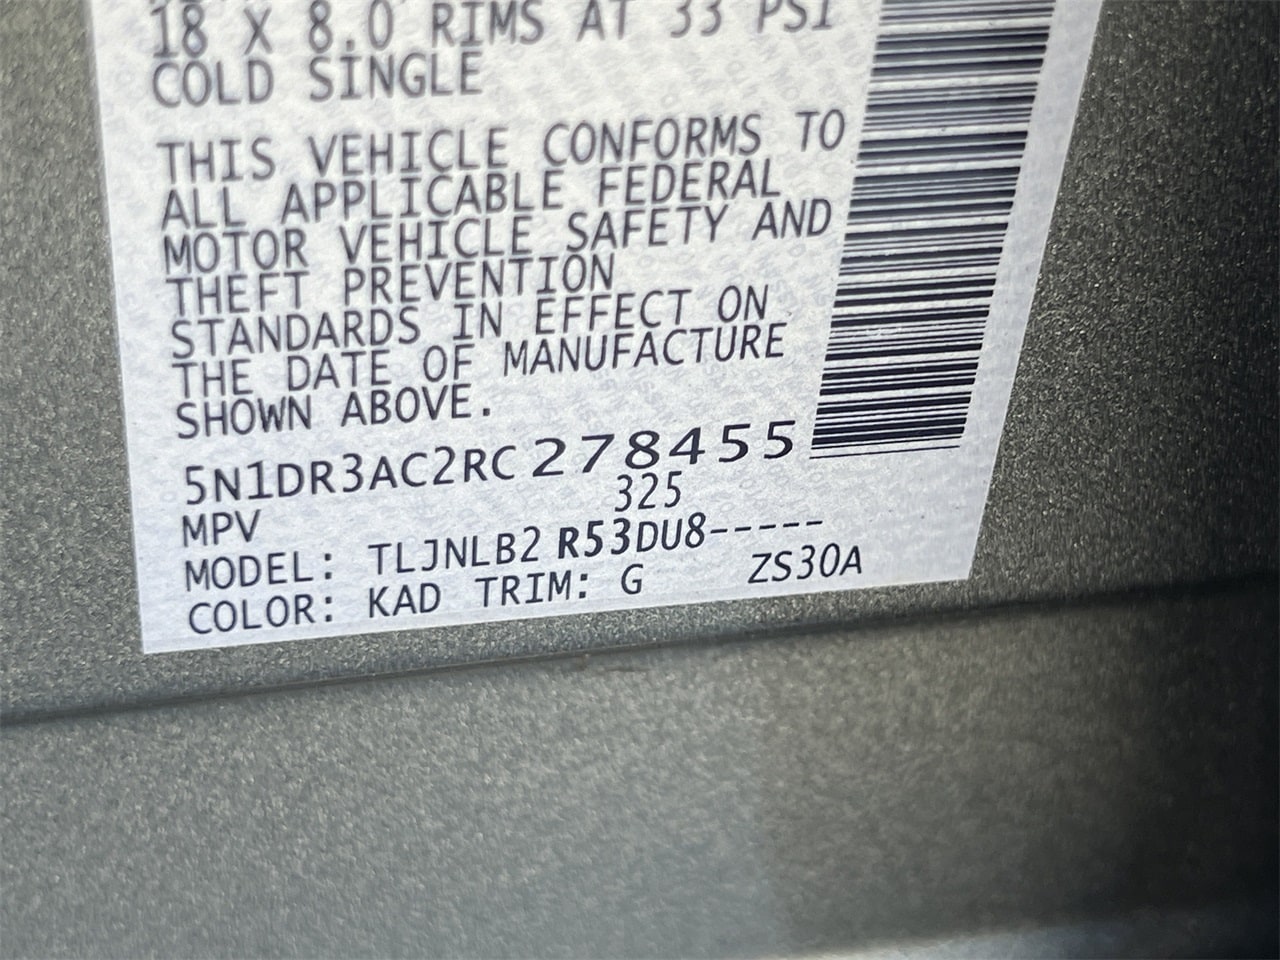 18 X 8.0 RIMS AT 33 PSI
COLD SINGLE
THIS VEHICLE CONFORMS TO
ALL APPLICABLE FEDERAL
MOTOR VEHICLE SAFETY AND
THEFT PREVENTION
STANDARDS IN EFFECT ON
THE DATE OF MANUFACTURE
SHOWN ABOVE.
5N1DR3AC2RC278455
325
MPV
MODEL: TLJNLB2 R53DU8-----
COLOR: KAD TRIM: G ZS30A